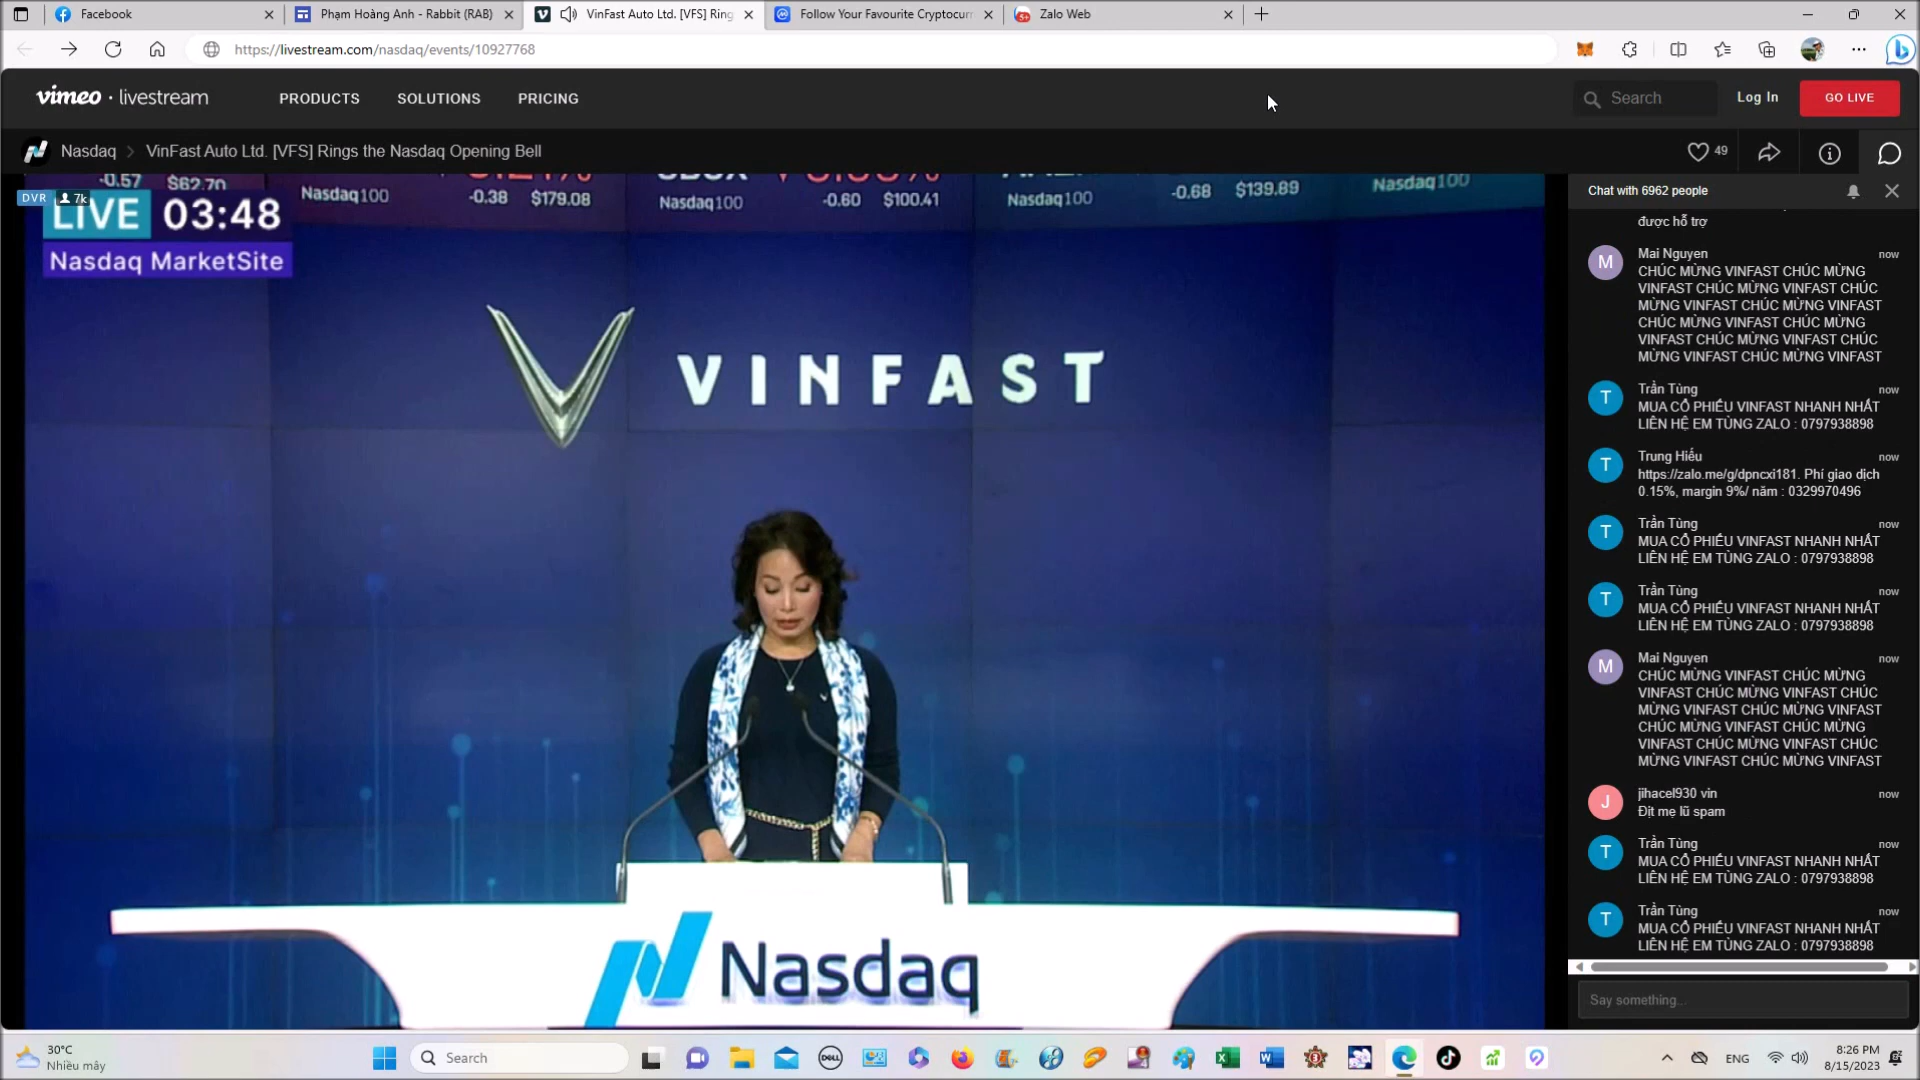 Facebook
Phạm Hoàng Anh - Rabbit (RAB)
VinFast Auto Ltd. [VFS] Ring
Follow Your Favourite Cryptocurr
Zalo Web
https://livestream.com/nasdaq/events/10927768
vimeo · livestream
PRODUCTS
SOLUTIONS
PRICING
Search
Log In
GO LIVE
Nasdaq > VinFast Auto Ltd. [VFS] Rings the Nasdaq Opening Bell
49
DVR 7k
-0.57 $62.70
Nasdaq100 -0.38 $179.08
Nasdaq100 -0.60 $100.41
Nasdaq100 -0.68 $139.89
Nasdaq100
LIVE 03:48
Nasdaq MarketSite
VINFAST
Nasdaq
Chat with 6962 people
được hỗ trợ
Mai Nguyen now
CHÚC MỪNG VINFAST CHÚC MỪNG
VINFAST CHÚC MỪNG VINFAST CHÚC
MỪNG VINFAST CHÚC MỪNG VINFAST
CHÚC MỪNG VINFAST CHÚC MỪNG
VINFAST CHÚC MỪNG VINFAST CHÚC
MỪNG VINFAST CHÚC MỪNG VINFAST
T Trần Tùng now
MUA CỔ PHIẾU VINFAST NHANH NHẤT
LIÊN HỆ EM TÙNG ZALO : 0797938898
T Trung Hiếu now
https://zalo.me/g/dpncxi181. Phí giao dịch
0.15%, margin 9%/ năm : 0329970496
T Trần Tùng now
MUA CỔ PHIẾU VINFAST NHANH NHẤT
LIÊN HỆ EM TÙNG ZALO : 0797938898
T Trần Tùng now
MUA CỔ PHIẾU VINFAST NHANH NHẤT
LIÊN HỆ EM TÙNG ZALO : 0797938898
M Mai Nguyen now
CHÚC MỪNG VINFAST CHÚC MỪNG
VINFAST CHÚC MỪNG VINFAST CHÚC
MỪNG VINFAST CHÚC MỪNG VINFAST
CHÚC MỪNG VINFAST CHÚC MỪNG
VINFAST CHÚC MỪNG VINFAST CHÚC
MỪNG VINFAST CHÚC MỪNG VINFAST
J jihacel930 vin now
Địt mẹ lũ spam
T Trần Tùng now
MUA CỔ PHIẾU VINFAST NHANH NHẤT
LIÊN HỆ EM TÙNG ZALO : 0797938898
T Trần Tùng now
MUA CỔ PHIẾU VINFAST NHANH NHẤT
LIÊN HỆ EM TÙNG ZALO : 0797938898
Say something...
30°C
Nhiều mây
Search
DELL
ENG
8:26 PM
8/15/2023